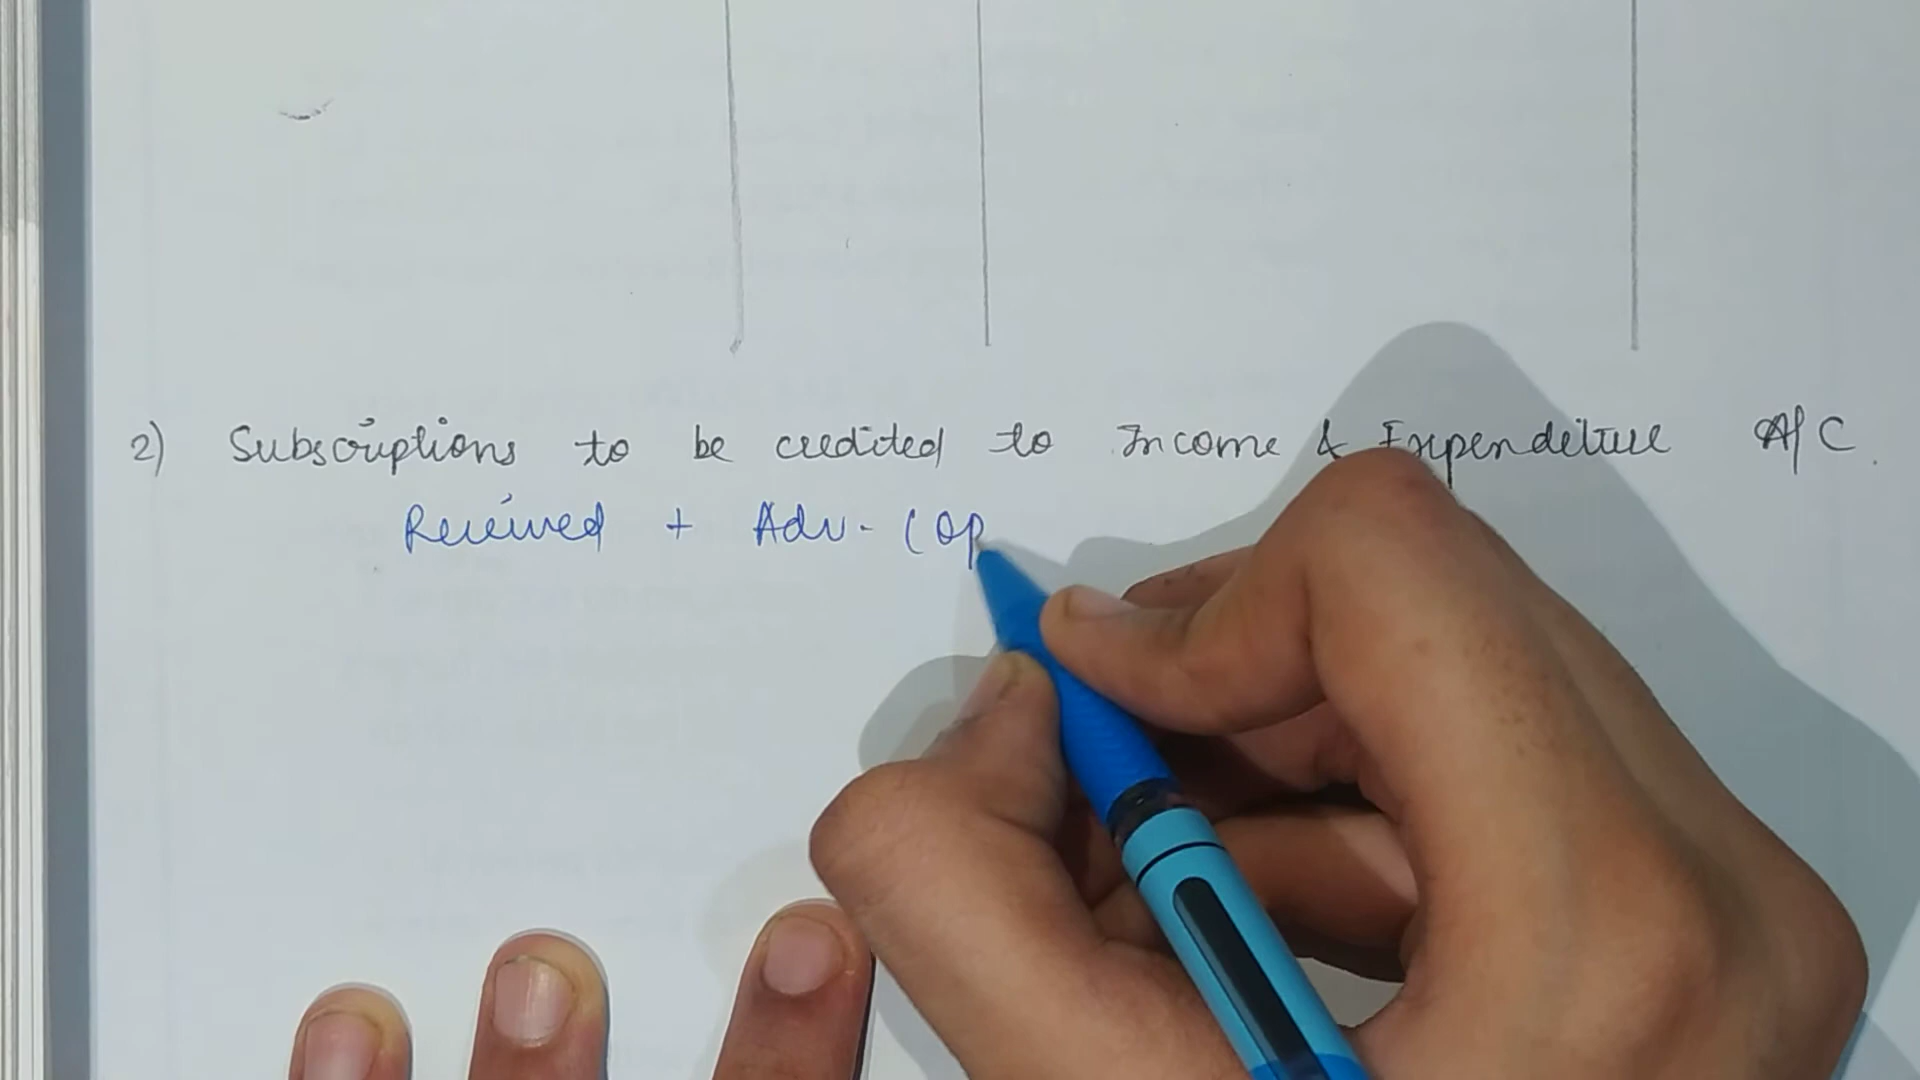 2) Subscriptions to be credited to Income & Expenditure A/C.
Received + Adv. (Op